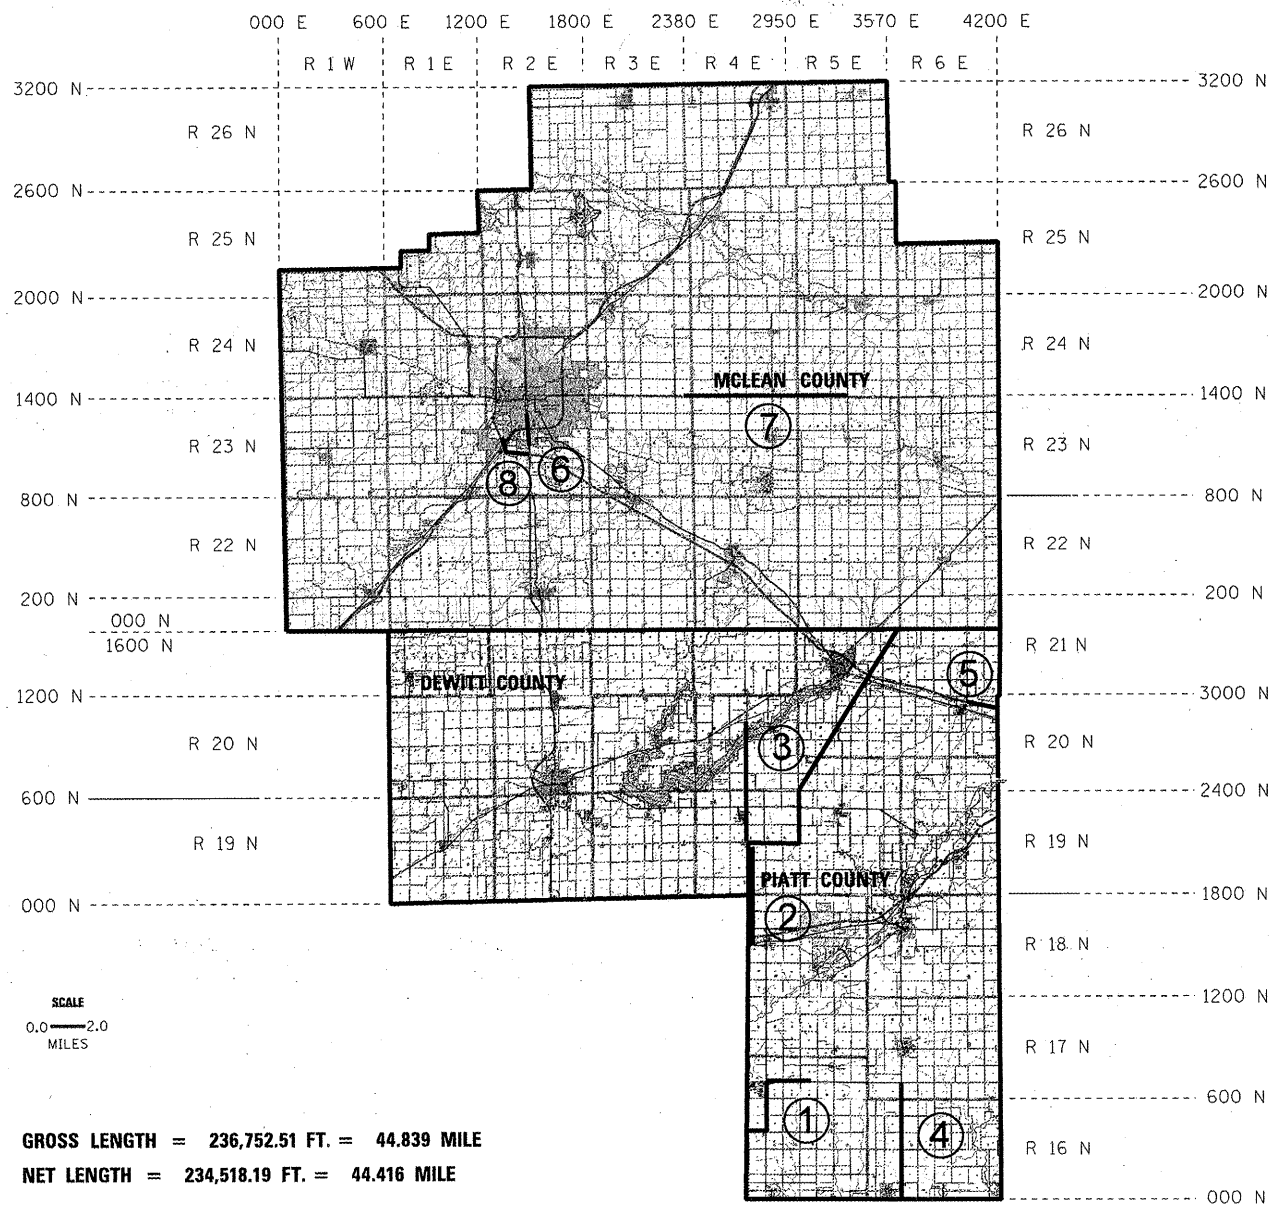 000 E 600 E 1200 E 1800 E 2380 E 2950 E 3570 E 4200 E
R 1 W R 1 E R 2 E R 3 E R 4 E R 5 E R 6 E
3200 N 3200 N
R 26 N R 26 N
2600 N 2600 N
R 25 N R 25 N
2000 N 2000 N
R 24 N R 24 N
MCLEAN COUNTY
1400 N 1400 N
7
R 23 N R 23 N
8 6
800 N 800 N
R 22 N R 22 N
200 N 200 N
000 N
1600 N R 21 N
DEWITT COUNTY 5
1200 N 3000 N
R 20 N 3 R 20 N
600 N 2400 N
R 19 N R 19 N
PIATT COUNTY
000 N 1800 N
2
R 18 N
SCALE 1200 N
0.0 2.0
MILES R 17 N
600 N
1 4
GROSS LENGTH = 236,752.51 FT. = 44.839 MILE
R 16 N
NET LENGTH = 234,518.19 FT. = 44.416 MILE
000 N